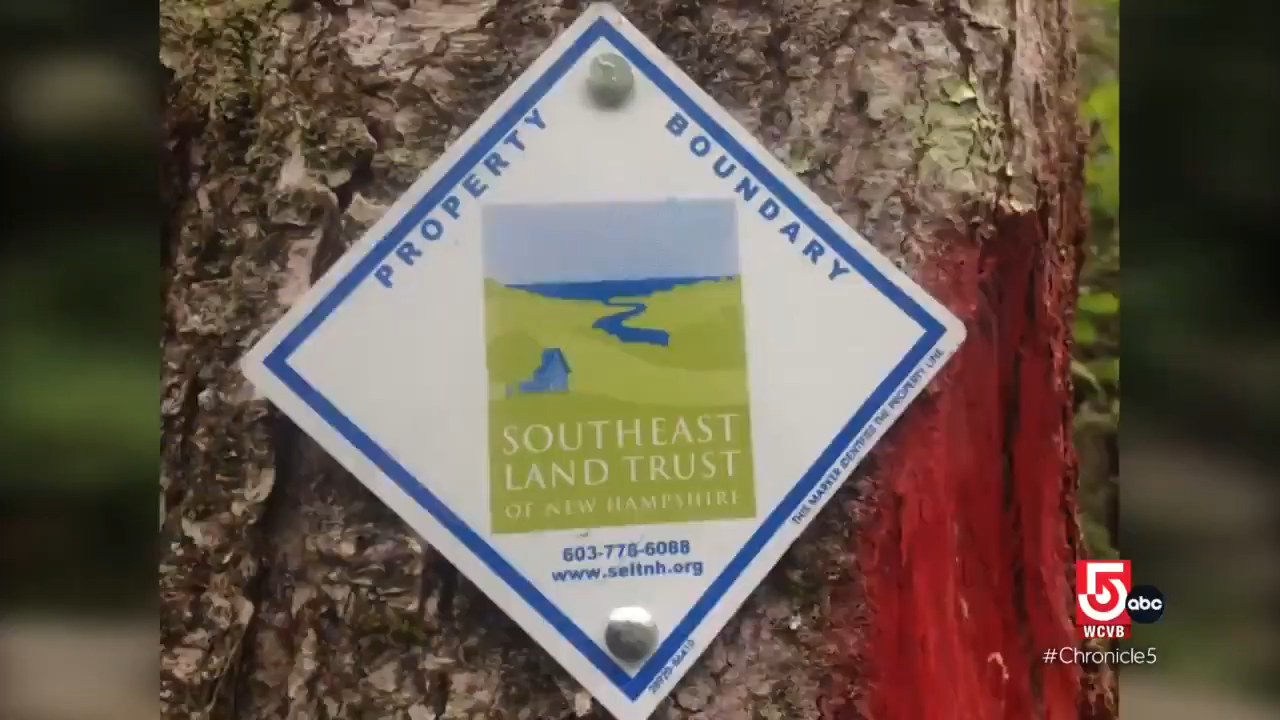 PROPERTY BOUNDARY
SOUTHEAST
LAND TRUST
OF NEW HAMPSHIRE
603-778-6088
www.seltnh.org
THIS MARKER IDENTIFIES THE PROPERTY LINE
5 abc
WCVB
#Chronicle5